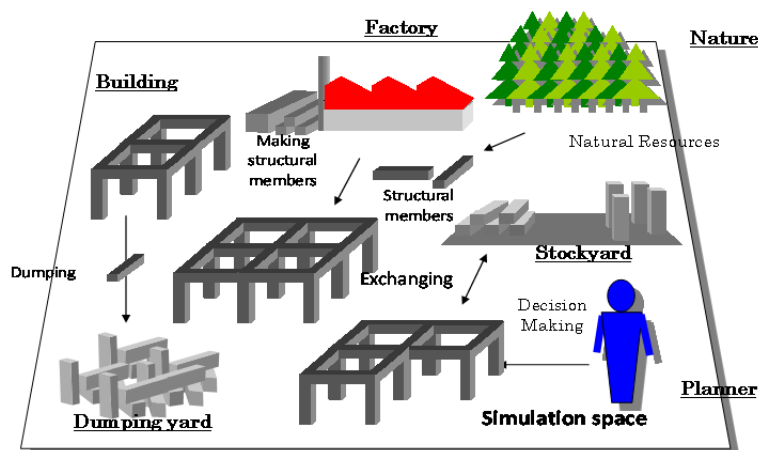 Factory
Nature
Building
Making
structural
members
Natural Resources
Structural
members
Stockyard
Dumping
Exchanging
Decision
Making
Planner
Simulation space
Dumping yard